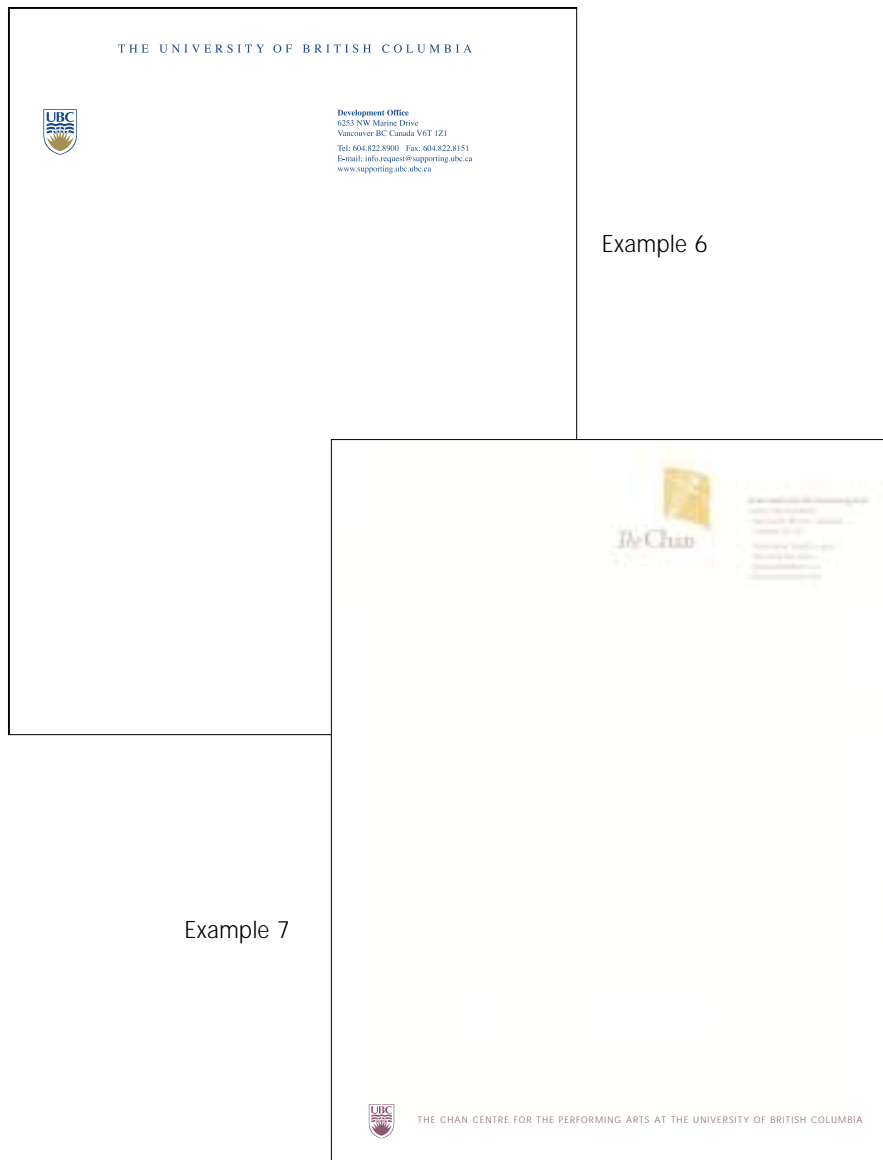 THE UNIVERSITY OF BRITISH COLUMBIA
UBC
Development Office
6253 NW Marine Drive
Vancouver BC Canada V6T 1Z1
Tel: 604.822.8900 Fax: 604.822.8151
E-mail: info.request@supporting.ubc.ca
www.supporting.ubc.ubc.ca
Example 6
The Chan
Example 7
UBC
THE CHAN CENTRE FOR THE PERFORMING ARTS AT THE UNIVERSITY OF BRITISH COLUMBIA